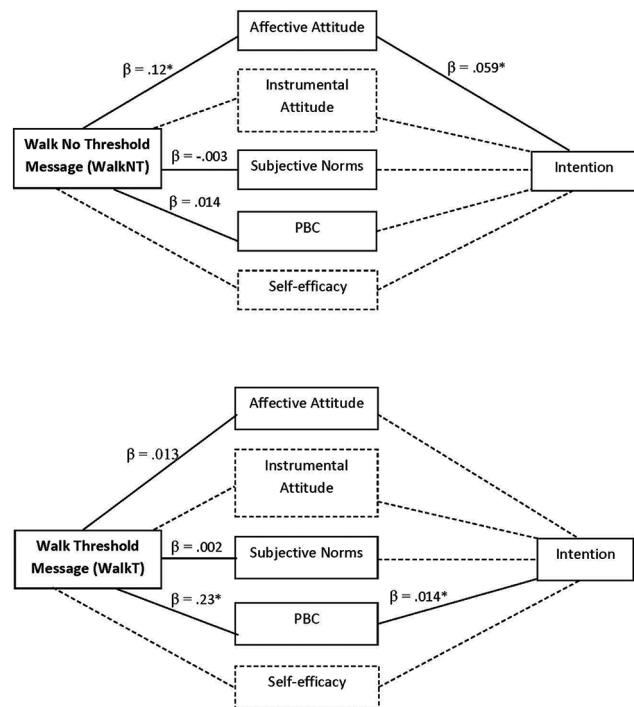 Affective Attitude
β = .12*
β = .059*
Instrumental
Attitude
Walk No Threshold
Message (WalkNT)
β = -.003
Subjective Norms
Intention
β = .014
PBC
Self-efficacy
Affective Attitude
β = .013
Instrumental
Attitude
Walk Threshold
Message (WalkT)
β = .002
Subjective Norms
Intention
β = .23*
PBC
β = .014*
Self-efficacy